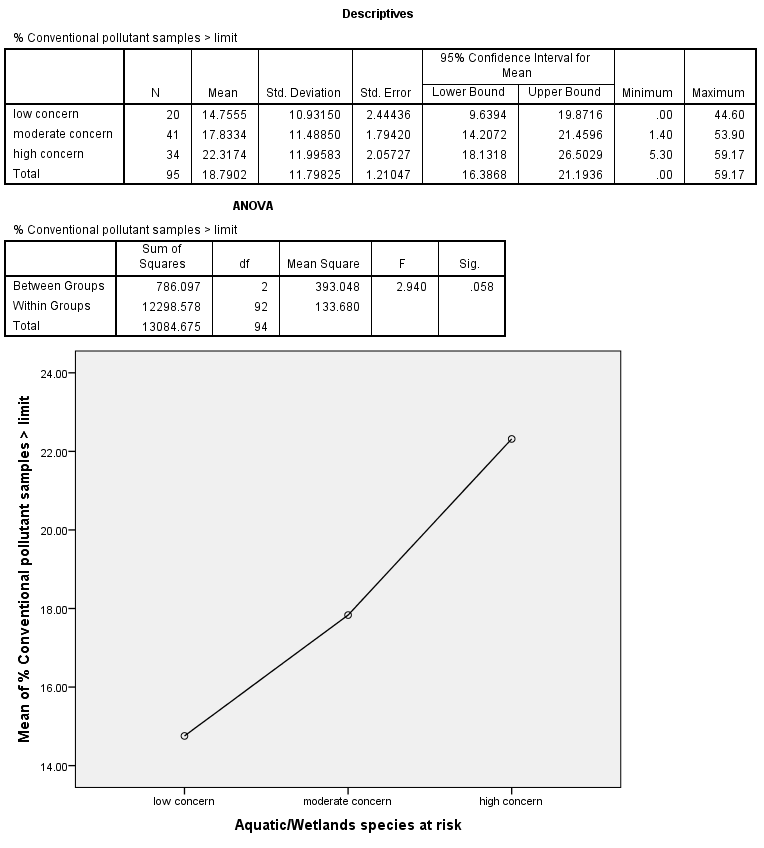 Descriptives
% Conventional pollutant samples > limit
95% Confidence Interval for
Mean
N Mean Std. Deviation Std. Error Lower Bound Upper Bound Minimum Maximum
low concern 20 14.7555 10.93150 2.44436 9.6394 19.8716 .00 44.60
moderate concern 41 17.8334 11.48850 1.79420 14.2072 21.4596 1.40 53.90
high concern 34 22.3174 11.99583 2.05727 18.1318 26.5029 5.30 59.17
Total 95 18.7902 11.79825 1.21047 16.3868 21.1936 .00 59.17
ANOVA
% Conventional pollutant samples > limit
Sum of
Squares df Mean Square F Sig.
Between Groups 786.097 2 393.048 2.940 .058
Within Groups 12298.578 92 133.680
Total 13084.675 94
Mean of % Conventional pollutant samples > limit
24.00
22.00
20.00
18.00
16.00
14.00
low concern moderate concern high concern
Aquatic/Wetlands species at risk